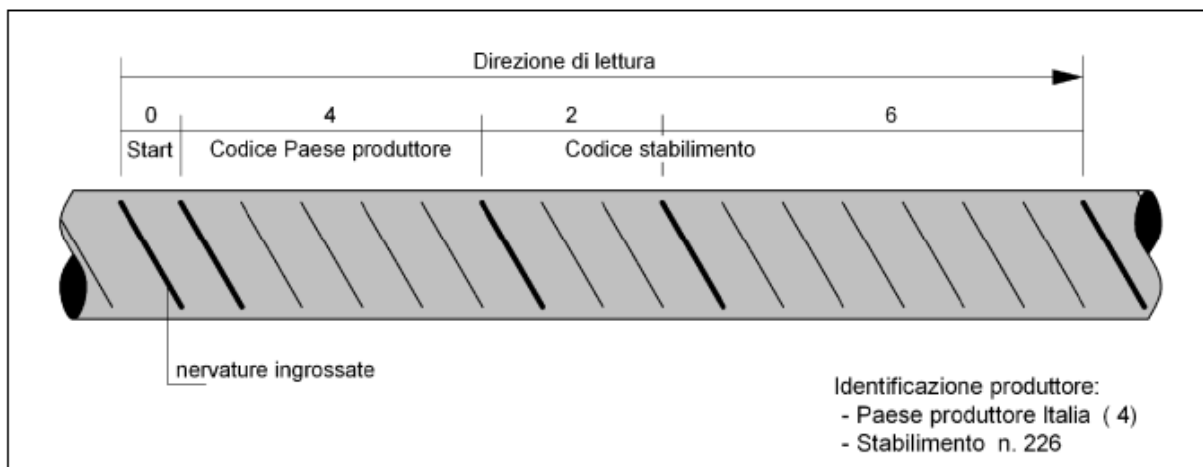 Direzione di lettura
0 4 2 6
Start Codice Paese produttore Codice stabilimento
nervature ingrossate
Identificazione produttore:
- Paese produttore Italia ( 4)
- Stabilimento n. 226